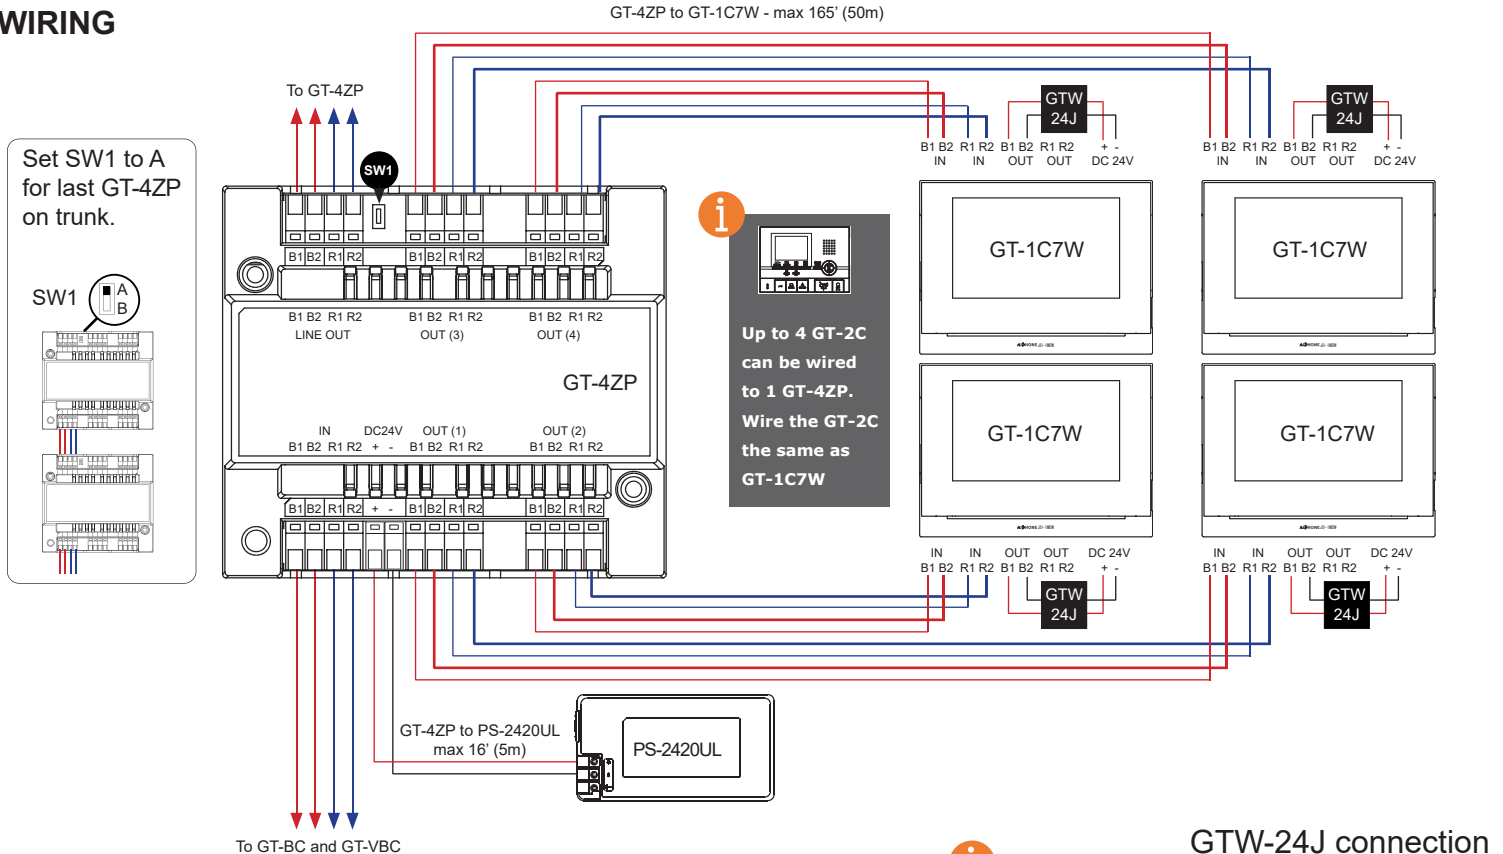 WIRING
GT-4ZP to GT-1C7W - max 165' (50m)
To GT-4ZP
Set SW1 to A
for last GT-4ZP
on trunk.
SW1
A
B
SW1
B1 B2 R1 R2 B1 B2 R1 R2 B1 B2 R1 R2
B1 B2 R1 R2 B1 B2 R1 R2 B1 B2 R1 R2
LINE OUT OUT (3) OUT (4)
GT-4ZP
IN DC24V OUT (1) OUT (2)
B1 B2 R1 R2 + - B1 B2 R1 R2 B1 B2 R1 R2
B1 B2 R1 R2 + - B1 B2 R1 R2 B1 B2 R1 R2
i
Up to 4 GT-2C
can be wired
to 1 GT-4ZP.
Wire the GT-2C
the same as
GT-1C7W
GTW
24J
B1 B2 R1 R2 B1 B2 R1 R2 + -
IN IN OUT OUT DC 24V
GT-1C7W
GTW
24J
B1 B2 R1 R2 B1 B2 R1 R2 + -
IN IN OUT OUT DC 24V
GT-1C7W
GT-1C7W
IN IN OUT OUT DC 24V
B1 B2 R1 R2 B1 B2 R1 R2 + -
GTW
24J
GT-1C7W
IN IN OUT OUT DC 24V
B1 B2 R1 R2 B1 B2 R1 R2 + -
GTW
24J
GT-4ZP to PS-2420UL
max 16' (5m)
PS-2420UL
To GT-BC and GT-VBC
GTW-24J connection